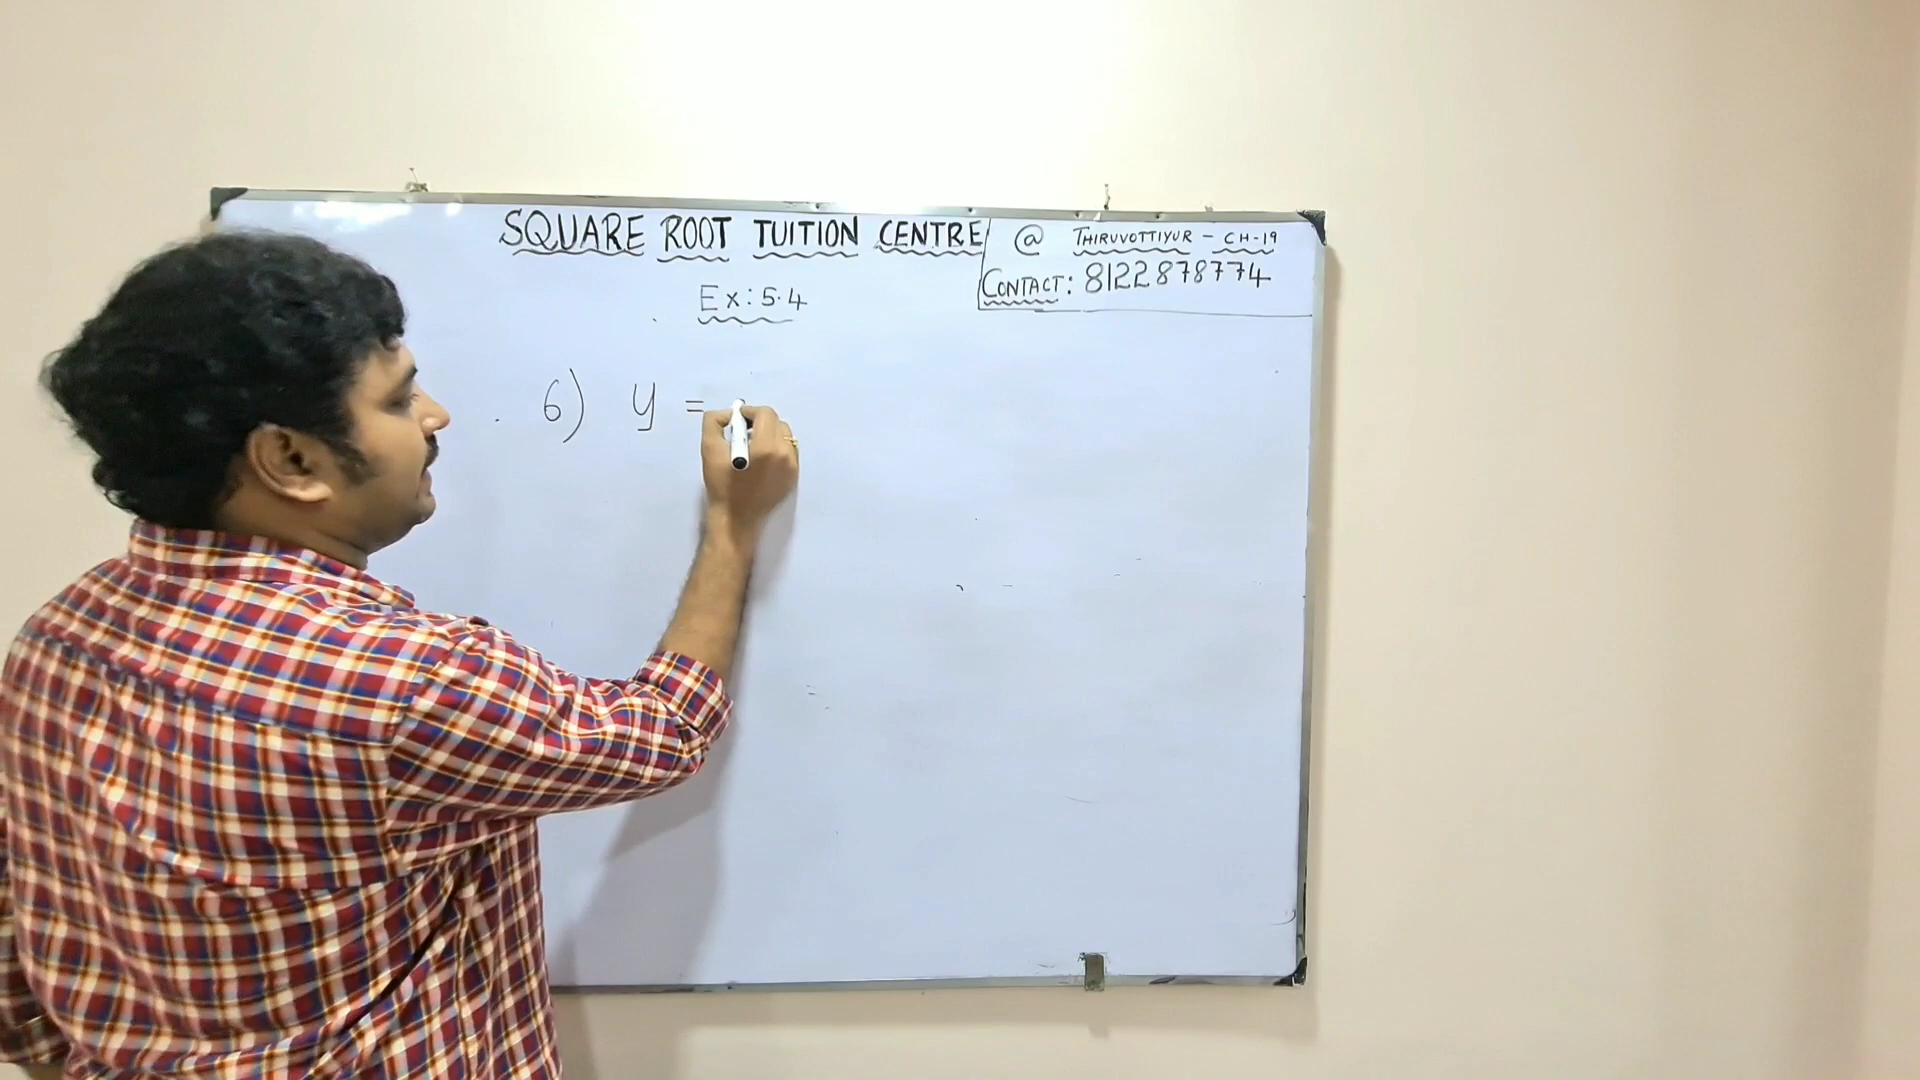 SQUARE ROOT TUITION CENTRE @ THIRUVOTTIYUR - CH-19
CONTACT: 8122878774
Ex: 5.4
6) y =